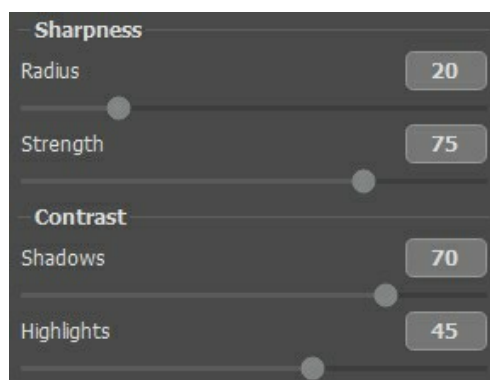 Sharpness
Radius 20
Strength 75
Contrast
Shadows 70
Highlights 45